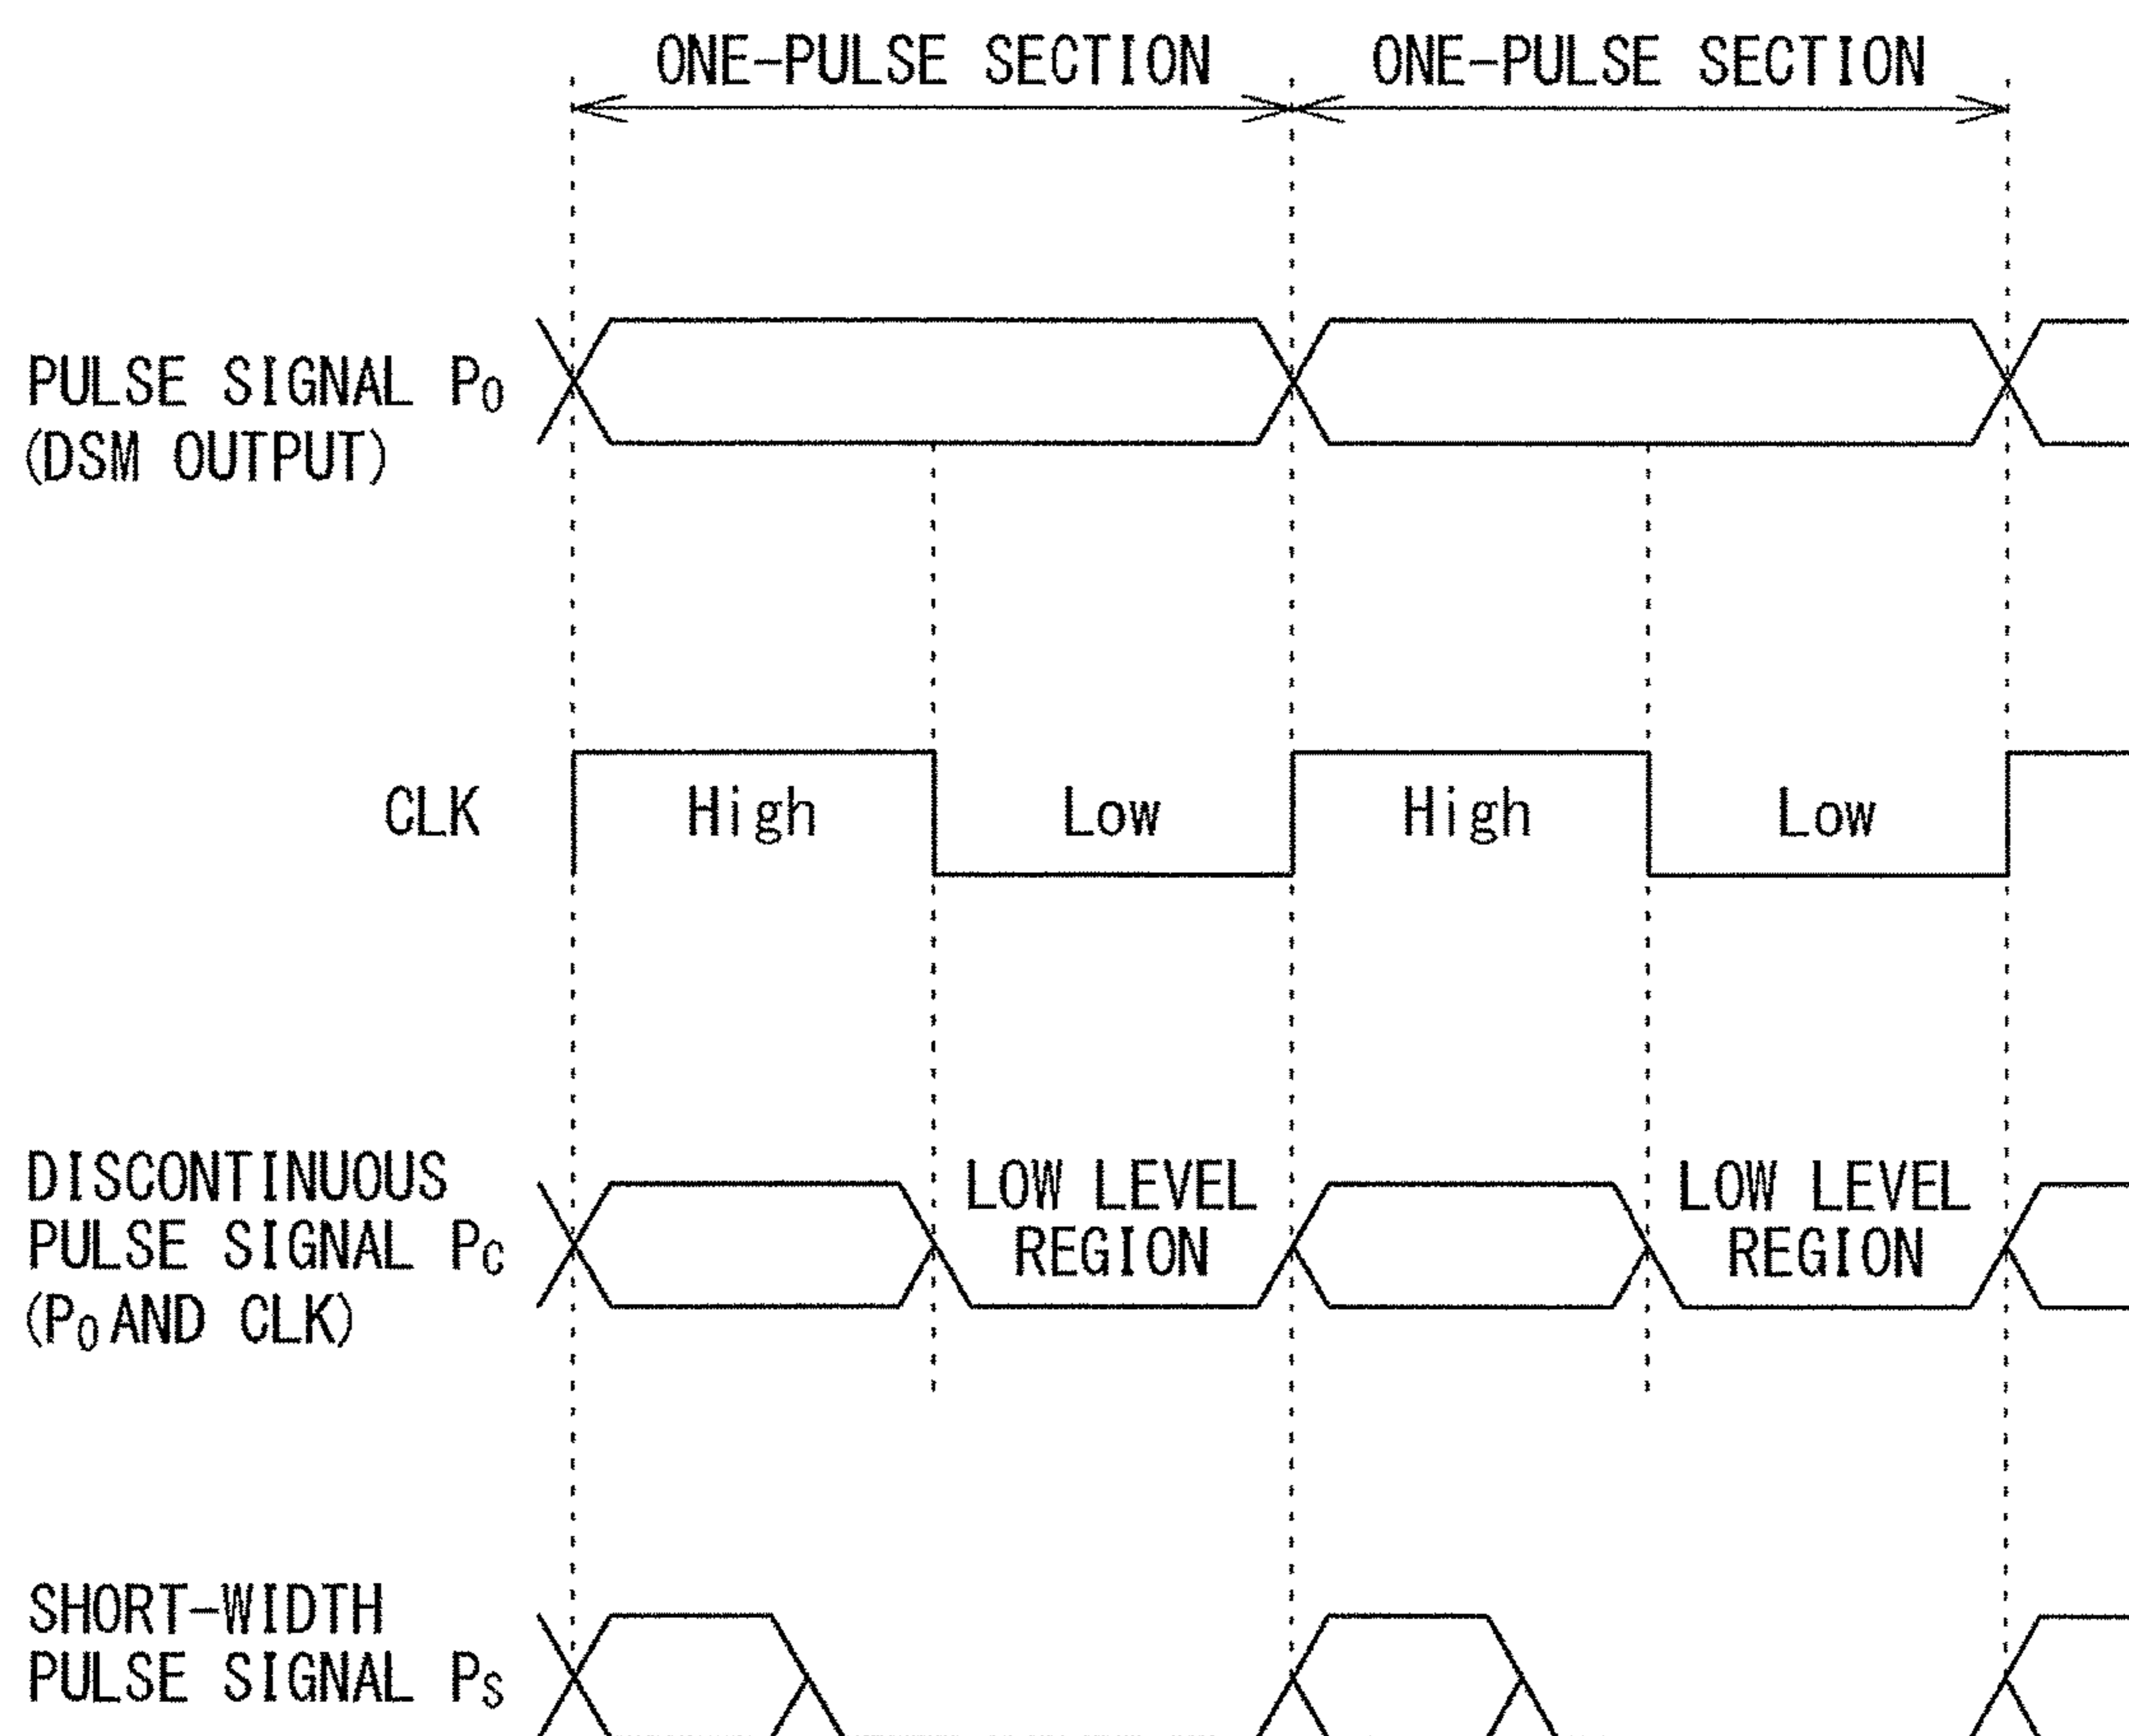 ONE-PULSE SECTION ONE-PULSE SECTION
PULSE SIGNAL P0
(DSM OUTPUT)
CLK High Low High Low
DISCONTINUOUS
PULSE SIGNAL PC
(P0 AND CLK)
LOW LEVEL
REGION
LOW LEVEL
REGION
SHORT-WIDTH
PULSE SIGNAL PS